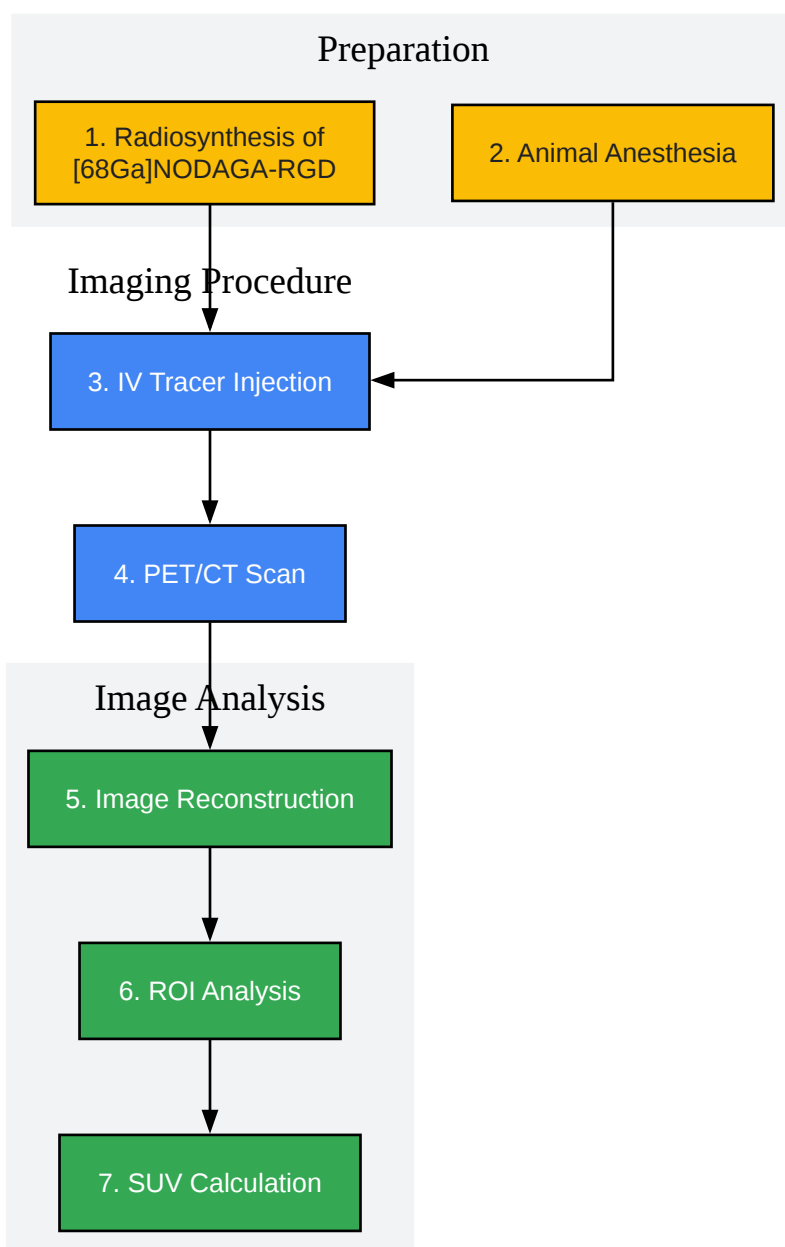 Preparation
1. Radiosynthesis of
[68Ga]NODAGA-RGD
2. Animal Anesthesia
Imaging Procedure
3. IV Tracer Injection
4. PET/CT Scan
Image Analysis
5. Image Reconstruction
6. ROI Analysis
7. SUV Calculation